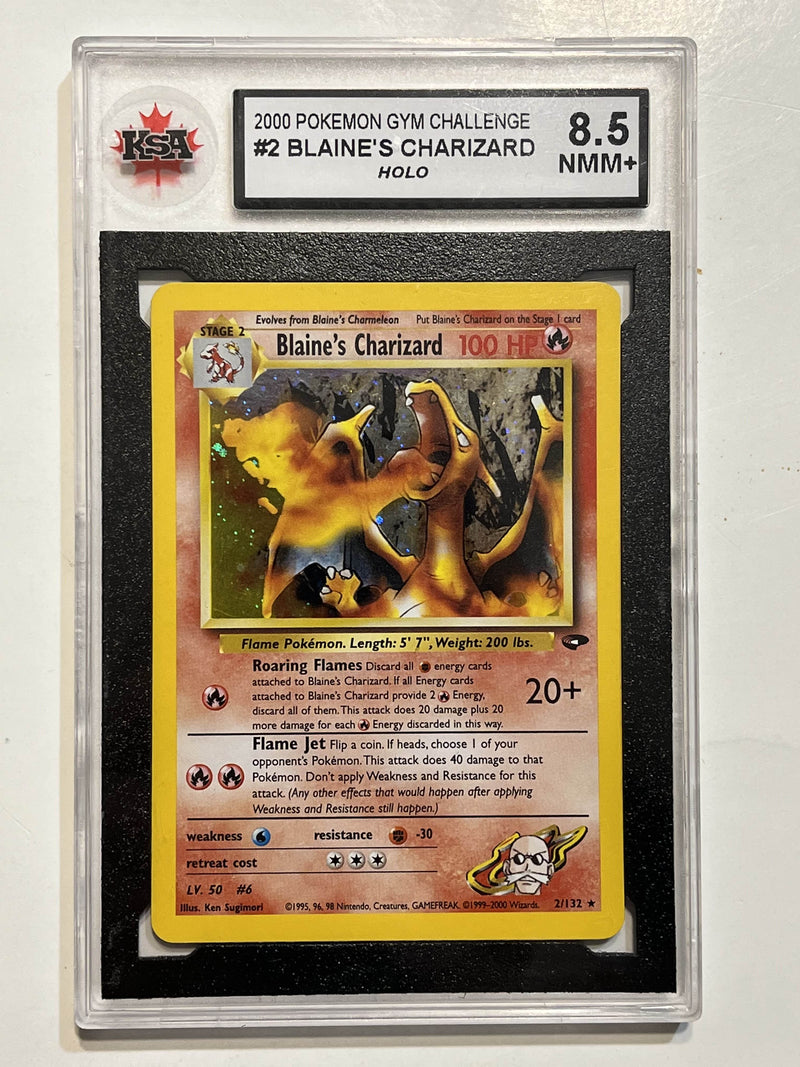 KSA
2000 POKEMON GYM CHALLENGE
#2 BLAINE'S CHARIZARD
HOLO
8.5
NMM+
Evolves from Blaine's Charmeleon Put Blaine's Charizard on the Stage 1 card
STAGE 2
Blaine's Charizard 100 HP
Flame Pokémon. Length: 5' 7", Weight: 200 lbs.
Roaring Flames Discard all energy cards
attached to Blaine's Charizard. If all Energy cards
attached to Blaine's Charizard provide 2 Energy,
discard all of them. This attack does 20 damage plus 20
more damage for each Energy discarded in this way.
20+
Flame Jet Flip a coin. If heads, choose 1 of your
opponent's Pokémon. This attack does 40 damage to that
Pokémon. Don't apply Weakness and Resistance for this
attack. (Any other effects that would happen after applying
Weakness and Resistance still happen.)
weakness resistance -30
retreat cost
LV. 50 #6
Illus. Ken Sugimori ©1995, 96, 98 Nintendo, Creatures, GAMEFREAK. ©1999-2000 Wizards. 2/132 ★